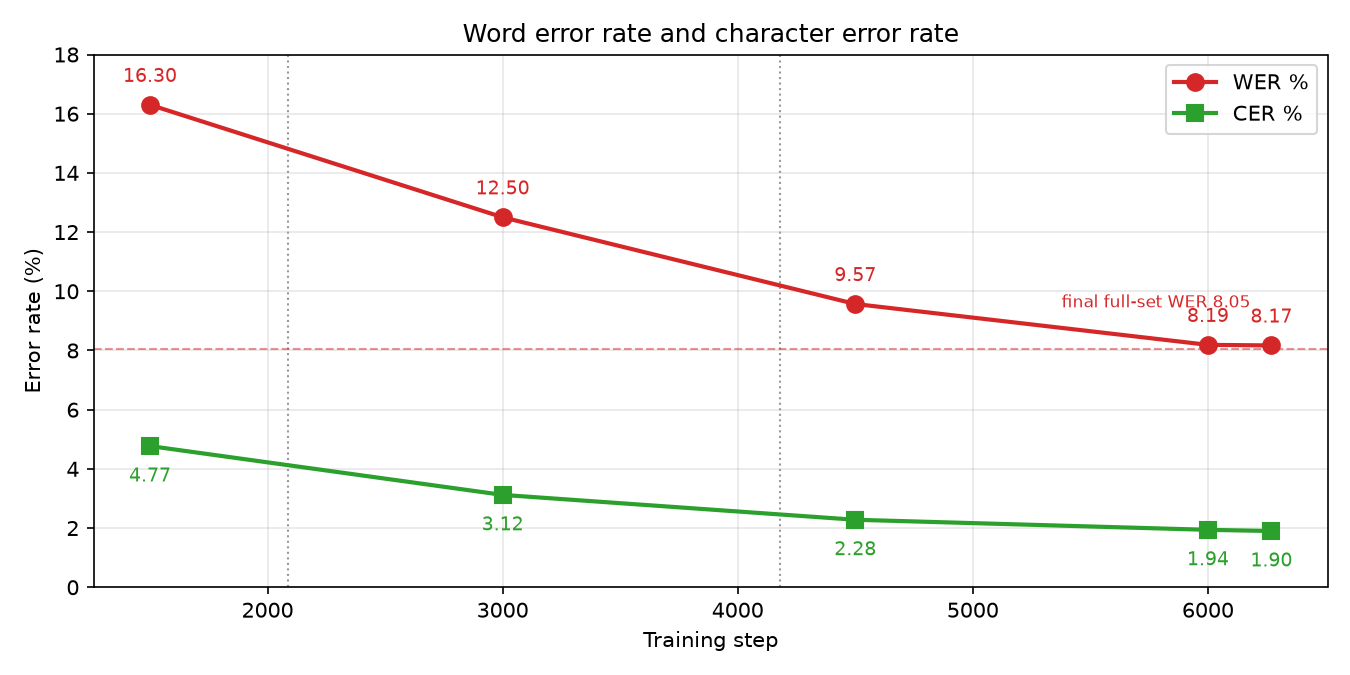 Word error rate and character error rate
18
16
14
12
10
8
6
4
2
0
Error rate (%)
16.30
12.50
9.57
final full-set WER 8.05
8.19 8.17
4.77
3.12
2.28
1.94 1.90
WER %
CER %
2000 3000 4000 5000 6000
Training step